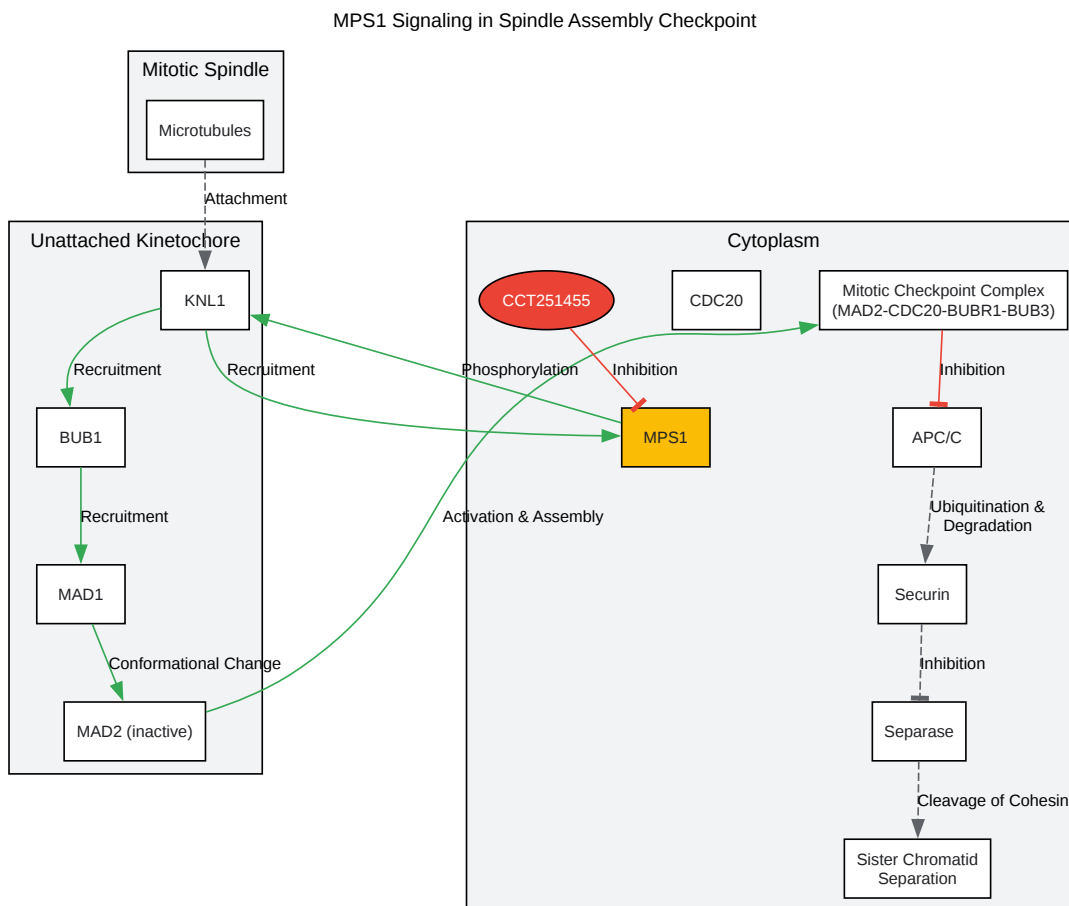 MPS1 Signaling in Spindle Assembly Checkpoint
Mitotic Spindle
Microtubules
Attachment
Unattached Kinetochore
KNL1
Recruitment
Recruitment
BUB1
Recruitment
MAD1
Conformational Change
MAD2 (inactive)
Cytoplasm
CCT251455
CDC20
Mitotic Checkpoint Complex
(MAD2-CDC20-BUBR1-BUB3)
Phosphorylation
Inhibition
Inhibition
MPS1
APC/C
Activation & Assembly
Ubiquitination &
Degradation
Securin
Inhibition
Separase
Cleavage of Cohesin
Sister Chromatid
Separation